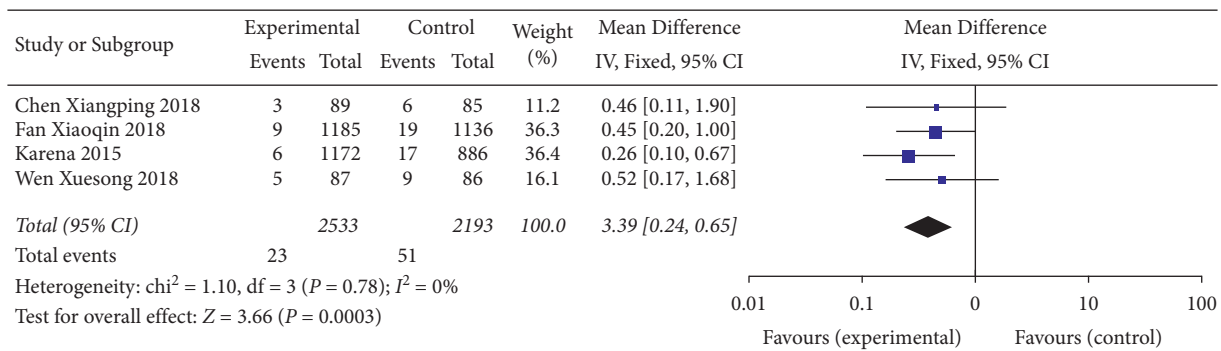 Study or Subgroup Experimental Control Weight (%) Mean Difference Mean Difference
Events Total Events Total IV, Fixed, 95% CI IV, Fixed, 95% CI
Chen Xiangping 2018 3 89 6 85 11.2 0.46 [0.11, 1.90]
Fan Xiaoqin 2018 9 1185 19 1136 36.3 0.45 [0.20, 1.00]
Karena 2015 6 1172 17 886 36.4 0.26 [0.10, 0.67]
Wen Xuesong 2018 5 87 9 86 16.1 0.52 [0.17, 1.68]
Total (95% CI) 2533 2193 100.0 3.39 [0.24, 0.65]
Total events 23 51
Heterogeneity: chi² = 1.10, df = 3 (P = 0.78); I² = 0%
Test for overall effect: Z = 3.66 (P = 0.0003)
0.01 0.1 0 10 100
Favours (experimental) Favours (control)